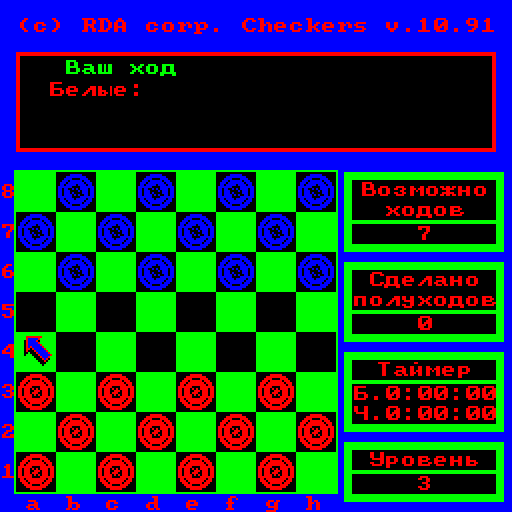 (c) RDA corp. Checkers v.10.91
Ваш ход
Белые:
8
7
6
5
4
3
2
1
a b c d e f g h
Возможно
ходов
7
Сделано
полуходов
0
Таймер
Б.0:00:00
Ч.0:00:00
Уровень
3